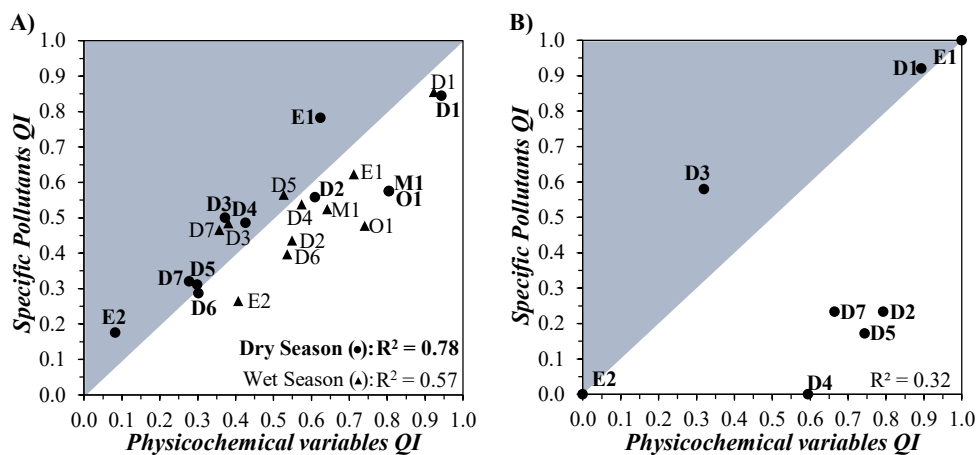 A)
B)
1.0
0.9
0.8
0.7
0.6
0.5
0.4
0.3
0.2
0.1
0.0
Specific Pollutants QI
D1
D1
E1
E1
D5
D2
M1
O1
D4
M1
D3
D4
D7
D3
O1
D2
D6
D7
D5
D6
E2
E2
Dry Season (●): R² = 0.78
Wet Season (▲): R² = 0.57
0.0 0.1 0.2 0.3 0.4 0.5 0.6 0.7 0.8 0.9 1.0
Physicochemical variables QI
1.0
0.9
0.8
0.7
0.6
0.5
0.4
0.3
0.2
0.1
0.0
Specific Pollutants QI
E1
D1
D3
D7
D2
D5
E2
D4
R² = 0.32
0.0 0.1 0.2 0.3 0.4 0.5 0.6 0.7 0.8 0.9 1.0
Physicochemical variables QI